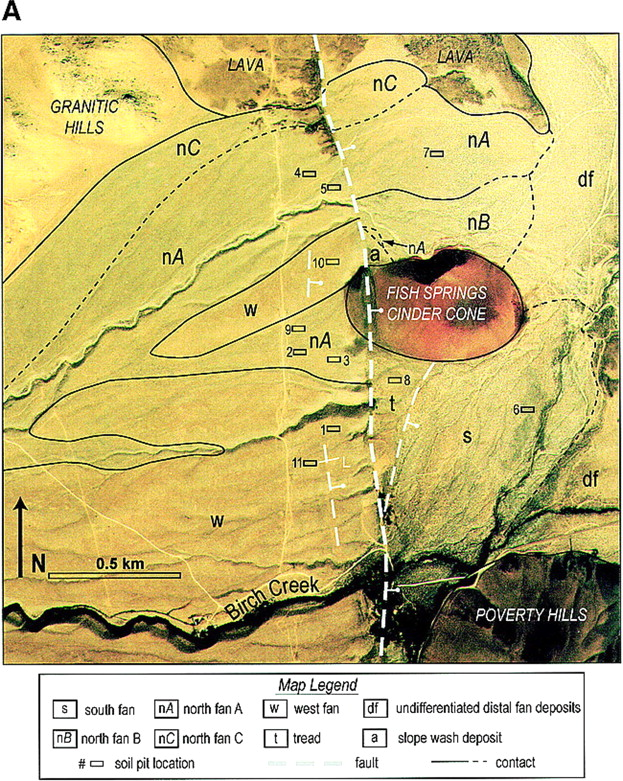 A
LAVA
LAVA
GRANITIC
HILLS
nC
nC
nA
7
4
5
df
nB
nA
nA
a
10
w
FISH SPRINGS
CINDER CONE
9
nA
2
3
8
t
6
1
s
11
L
df
w
N
0.5 km
Birch Creek
POVERTY HILLS
Map Legend
s south fan nA north fan A w west fan df undifferentiated distal fan deposits
nB north fan B nC north fan C t tread a slope wash deposit
# soil pit location fault contact